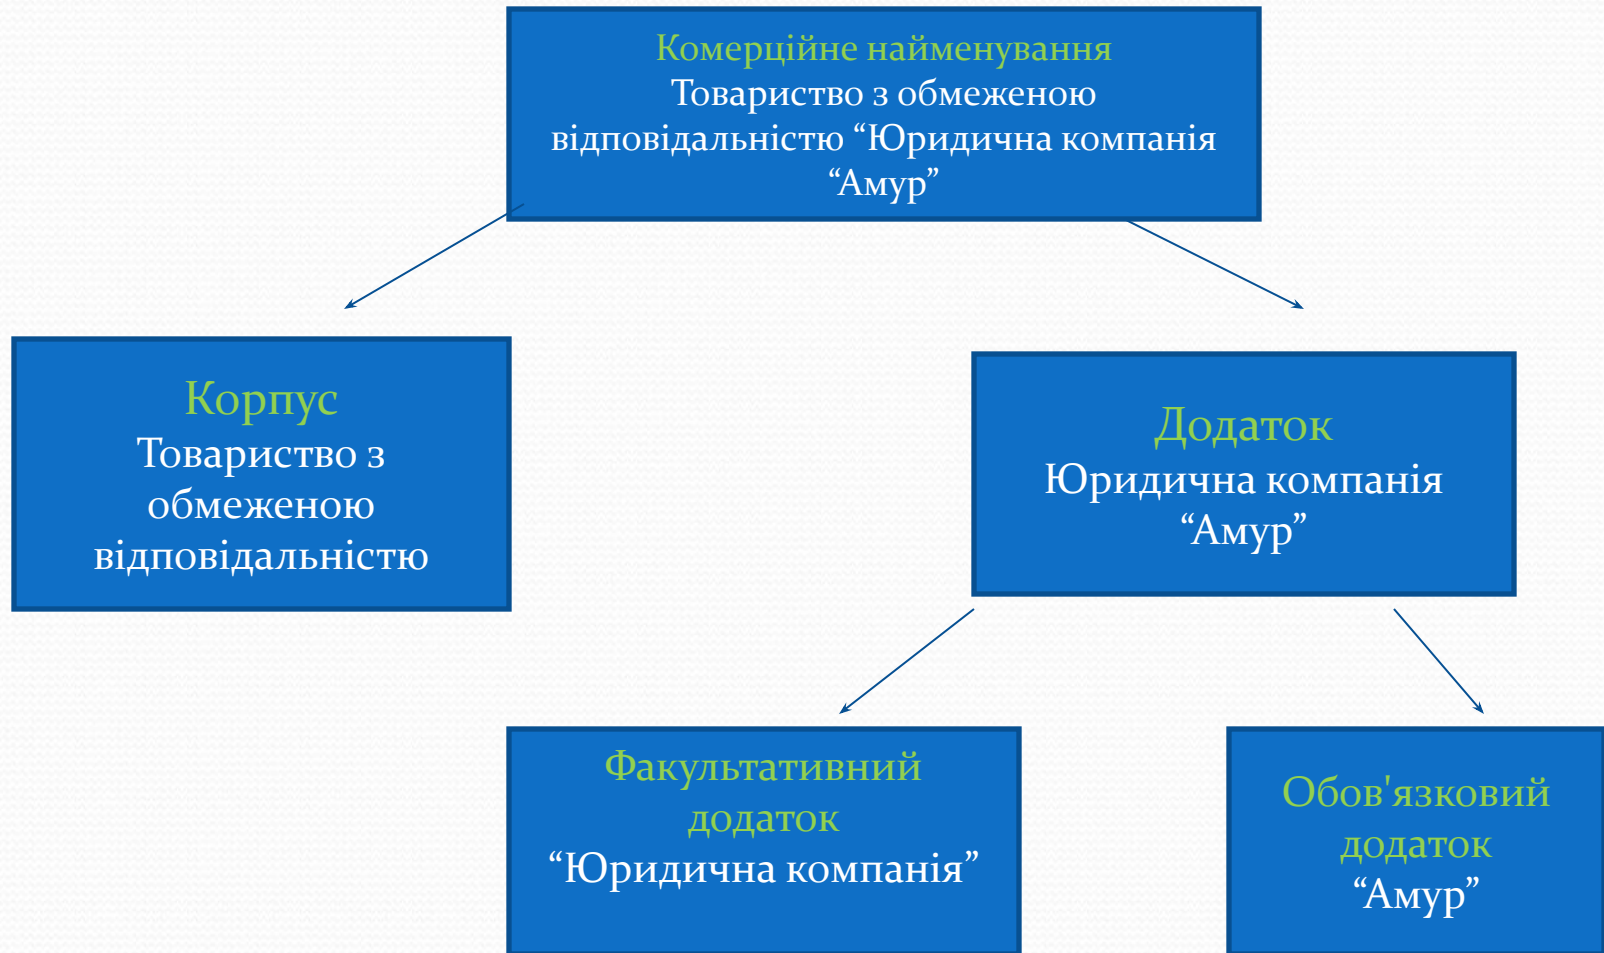 Комерційне найменування
Товариство з обмеженою
відповідальністю “Юридична компанія
“Амур”
Корпус
Товариство з
обмеженою
відповідальністю
Додаток
Юридична компанія
“Амур”
Факультативний
додаток
“Юридична компанія”
Обов'язковий
додаток
“Амур”